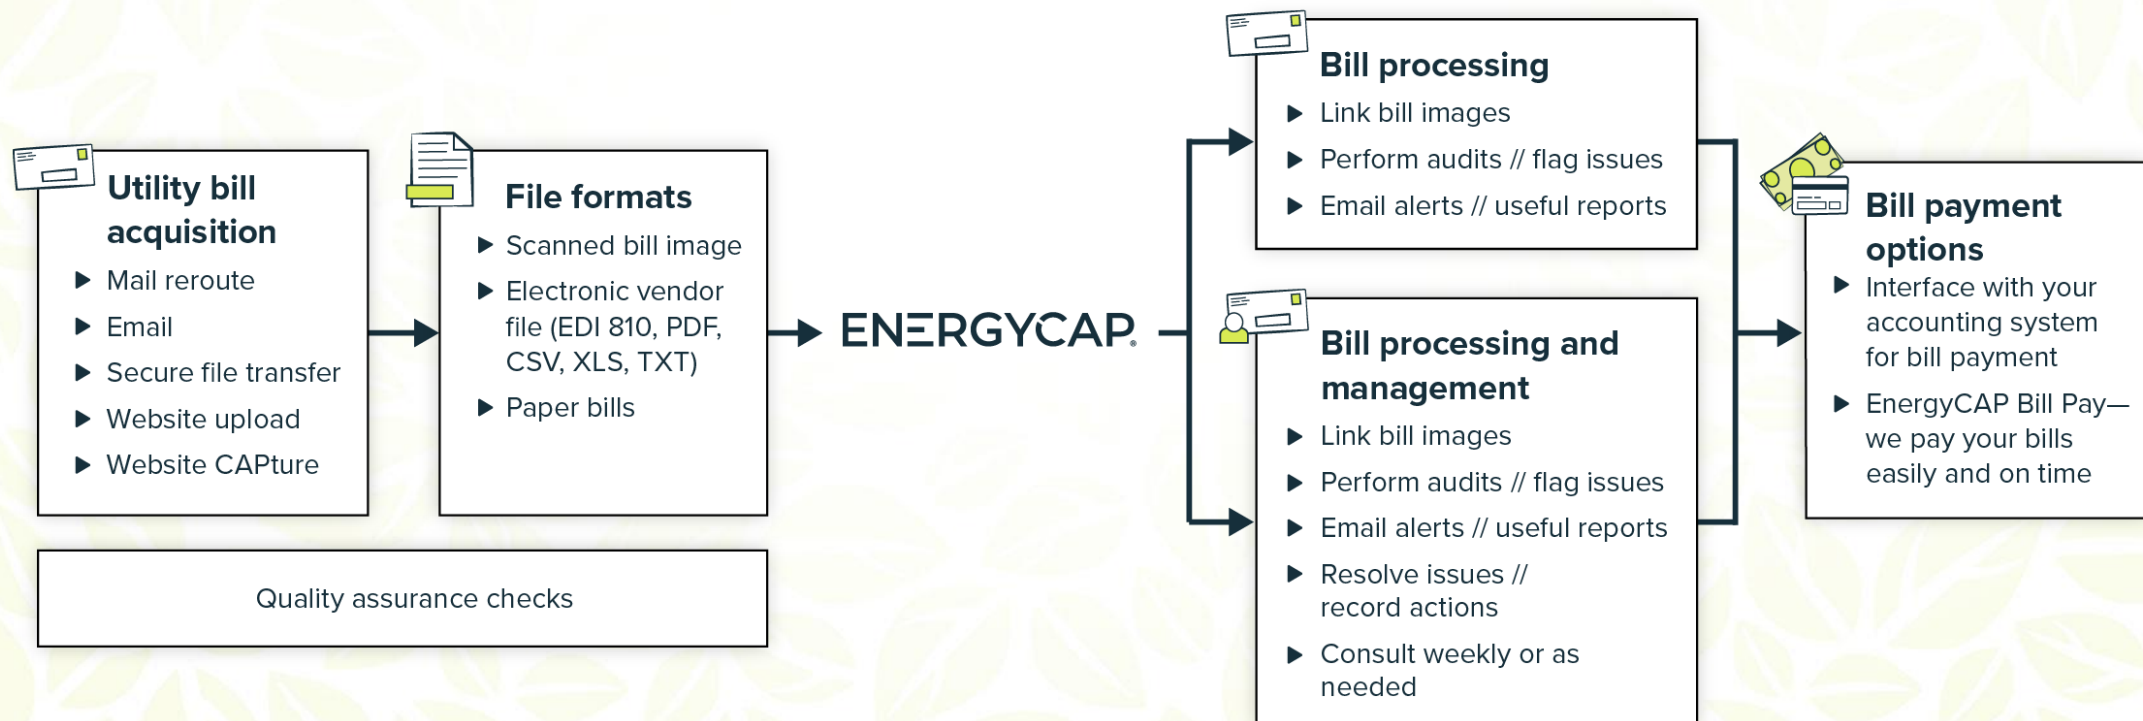 Utility bill
acquisition
Mail reroute
Email
Secure file transfer
Website upload
Website CAPture
File formats
Scanned bill image
Electronic vendor
file (EDI 810, PDF,
CSV, XLS, TXT)
Paper bills
Quality assurance checks
ENERGYCAP®
Bill processing
Link bill images
Perform audits // flag issues
Email alerts // useful reports
Bill processing and
management
Link bill images
Perform audits // flag issues
Email alerts // useful reports
Resolve issues //
record actions
Consult weekly or as
needed
Bill payment
options
Interface with your
accounting system
for bill payment
EnergyCAP Bill Pay—
we pay your bills
easily and on time